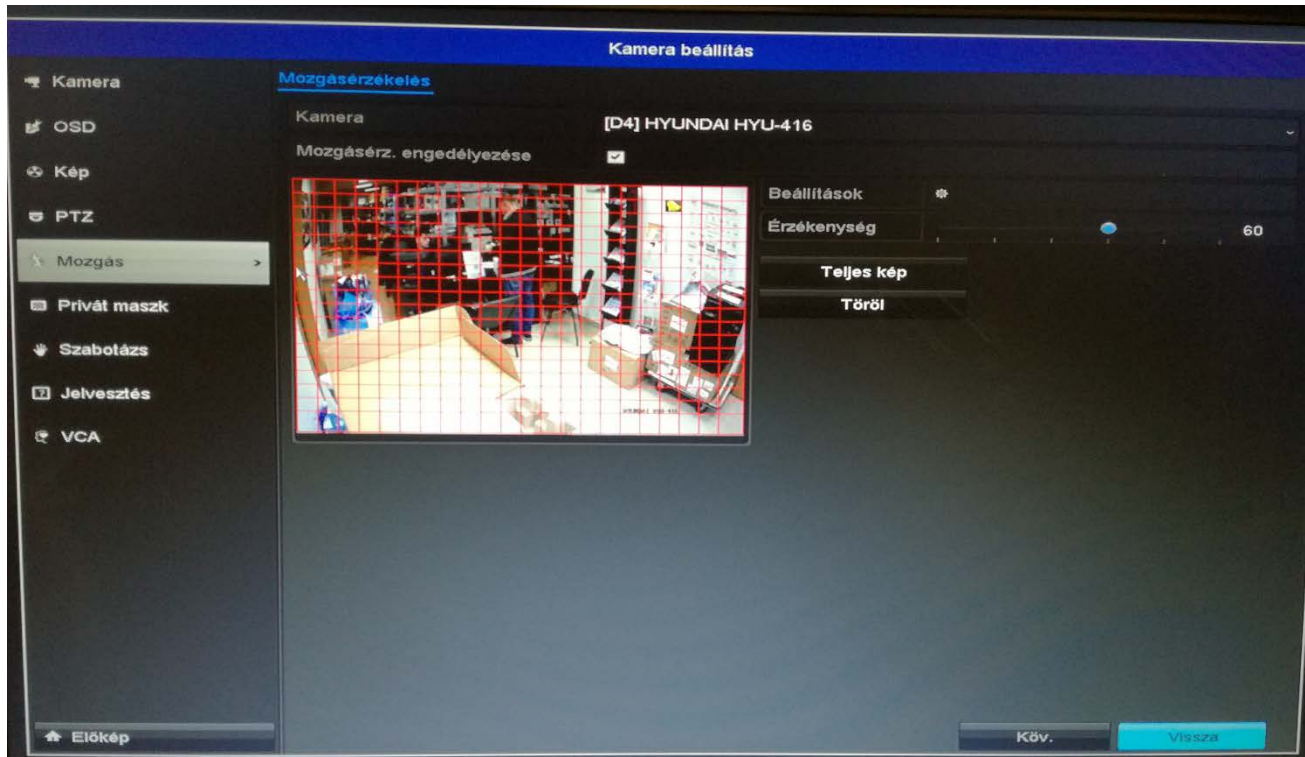 Kamera beállítás
Kamera
OSD
Kép
PTZ
Mozgás
Privát maszk
Szabotázs
Jelvesztés
VCA
Előkép
Mozgásérzékelés
Kamera
[D4] HYUNDAI HYU-416
Mozgásérz. engedélyezése
Beállítások
Érzékenység
60
Teljes kép
Töröl
Köv.
Vissza